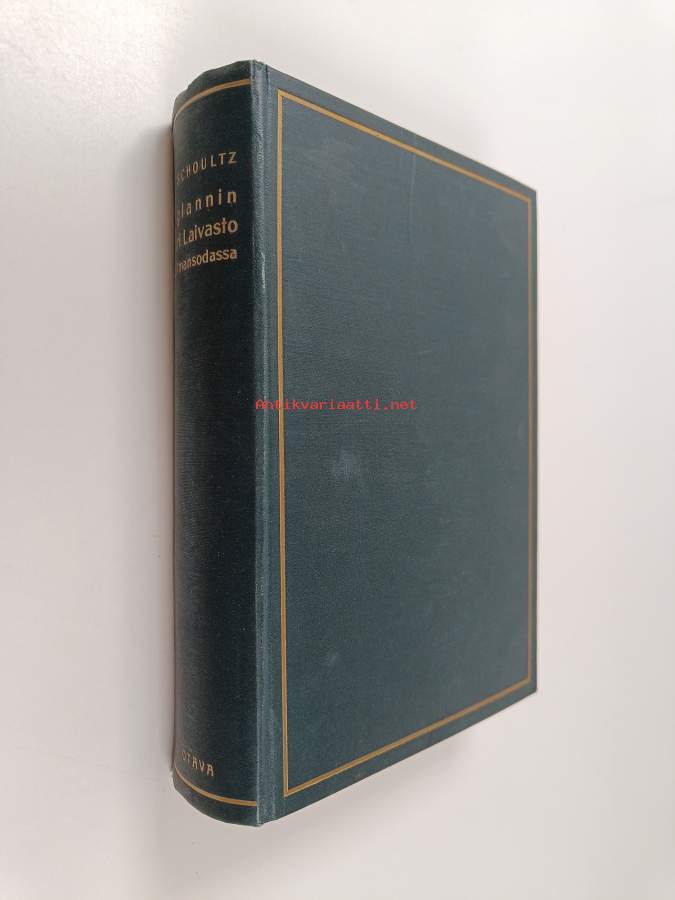 SCHOULTZ
glannin
Laivasto
mansodassa
OTAVA
Antikvariaatti.net